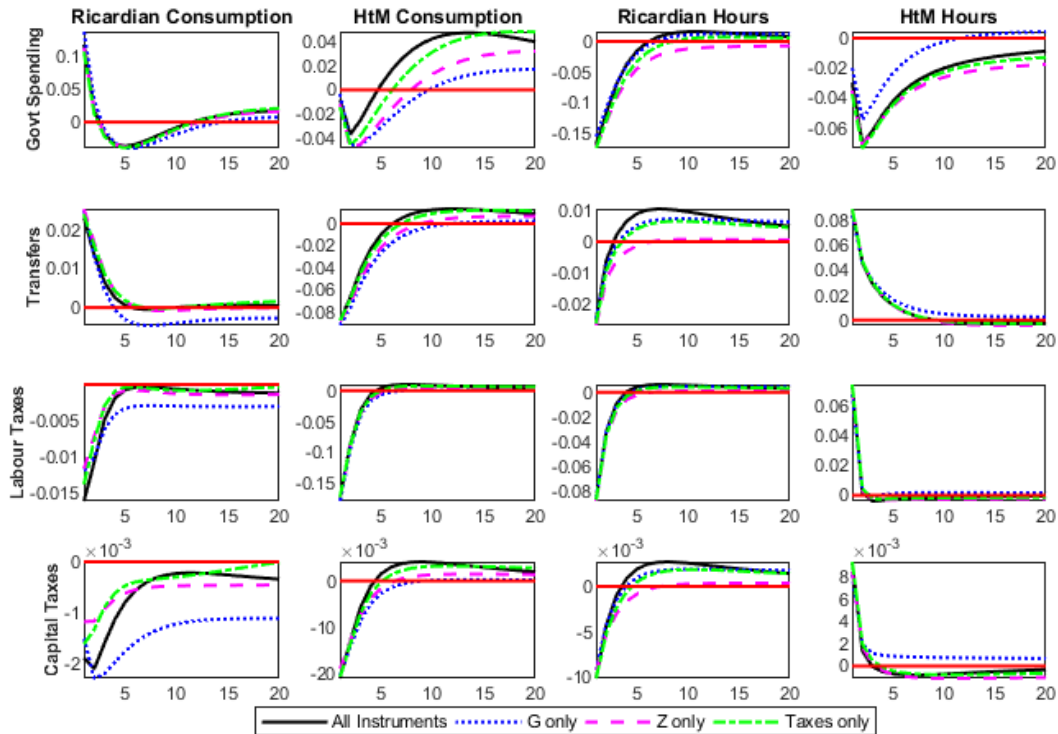 Ricardian Consumption
HtM Consumption
Ricardian Hours
HtM Hours
Govt Spending
0.1
0.05
0
5 10 15 20
0.04
0.02
0
-0.02
-0.04
5 10 15 20
0
-0.05
-0.1
-0.15
5 10 15 20
0
-0.02
-0.04
-0.06
5 10 15 20
Transfers
0.02
0.01
0
5 10 15 20
0
-0.02
-0.04
-0.06
-0.08
5 10 15 20
0.01
0
-0.01
-0.02
5 10 15 20
0.08
0.06
0.04
0.02
0
5 10 15 20
Labour Taxes
-0.005
-0.01
-0.015
5 10 15 20
0
-0.05
-0.1
-0.15
5 10 15 20
0
-0.02
-0.04
-0.06
-0.08
5 10 15 20
0.06
0.04
0.02
0
5 10 15 20
Capital Taxes
×10⁻³
0
-1
-2
5 10 15 20
×10⁻³
0
-10
-20
5 10 15 20
×10⁻³
0
-5
-10
5 10 15 20
×10⁻³
8
6
4
2
0
5 10 15 20
All Instruments G only Z only Taxes only